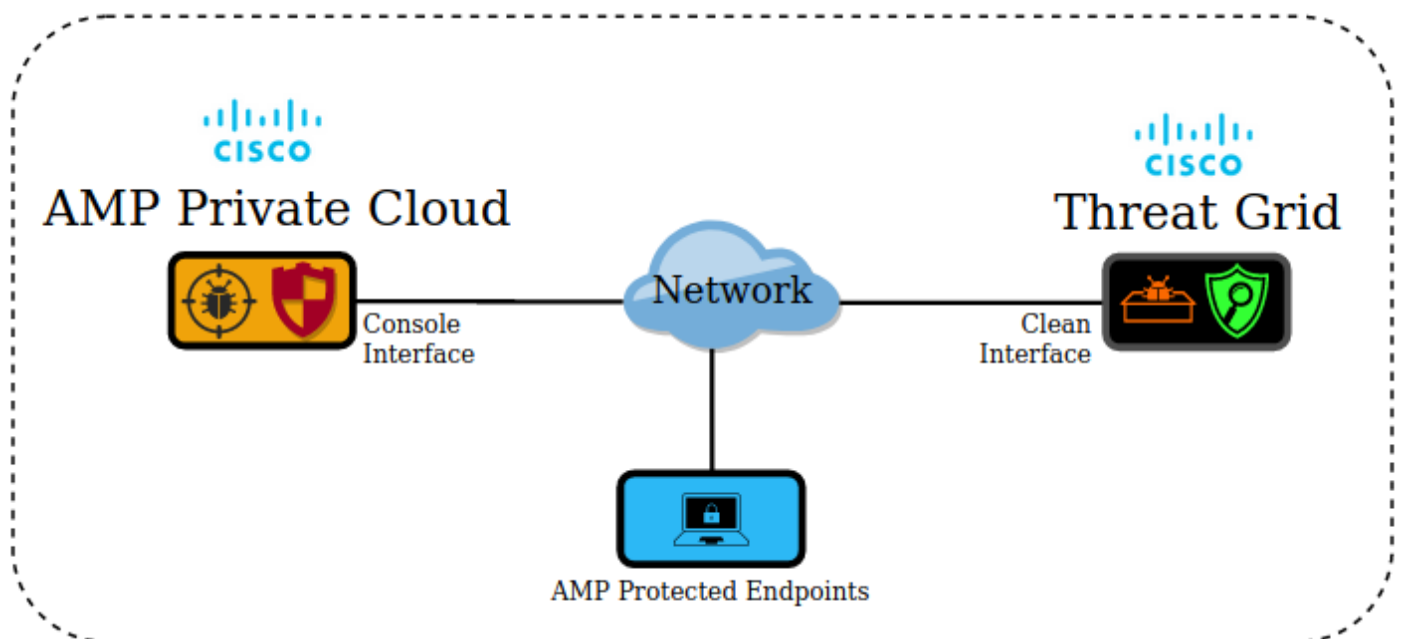 CISCO
AMP Private Cloud
CISCO
Threat Grid
Network
Console
Interface
Clean
Interface
AMP Protected Endpoints